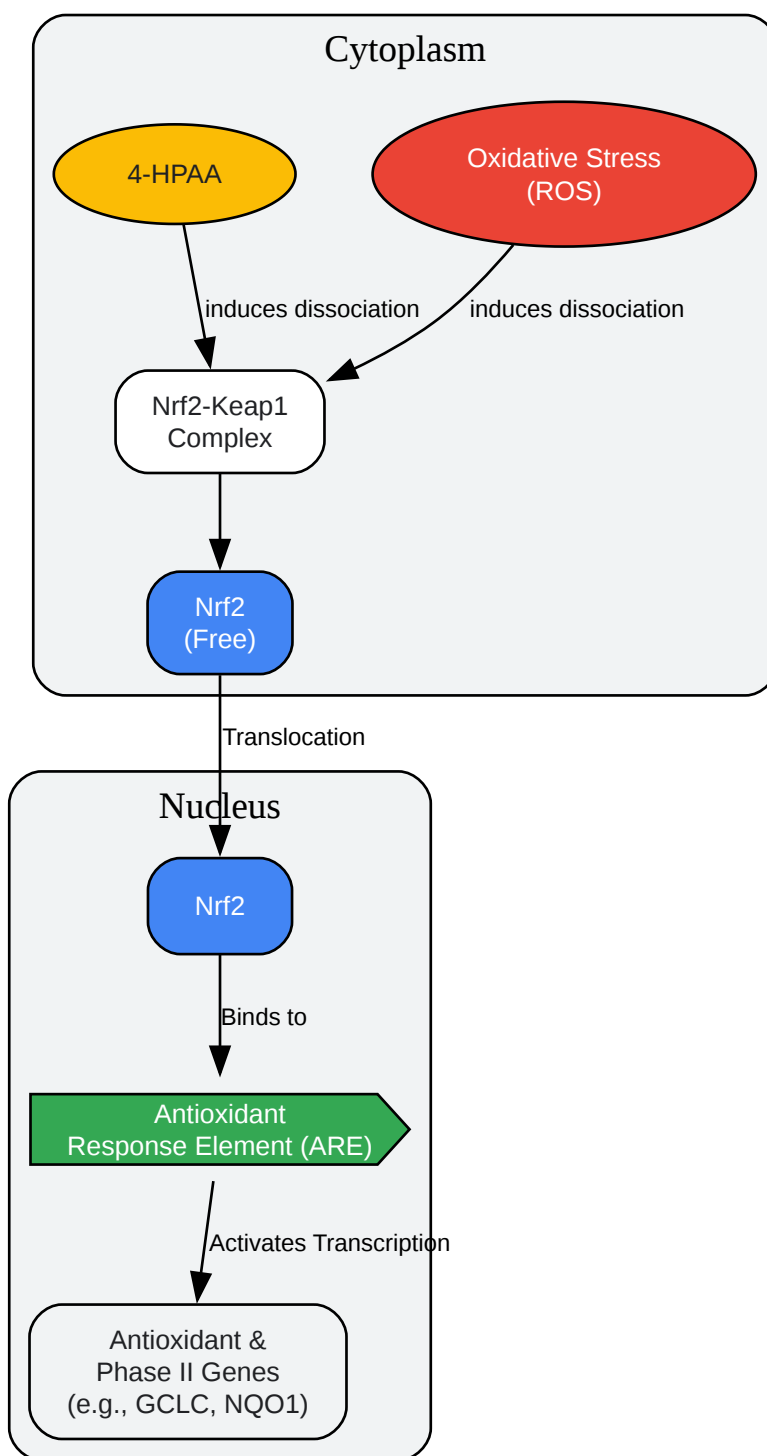 Cytoplasm
4-HPAA
Oxidative Stress
(ROS)
induces dissociation
induces dissociation
Nrf2-Keap1
Complex
Nrf2
(Free)
Translocation
Nucleus
Nrf2
Binds to
Antioxidant
Response Element (ARE)
Activates Transcription
Antioxidant &
Phase II Genes
(e.g., GCLC, NQO1)